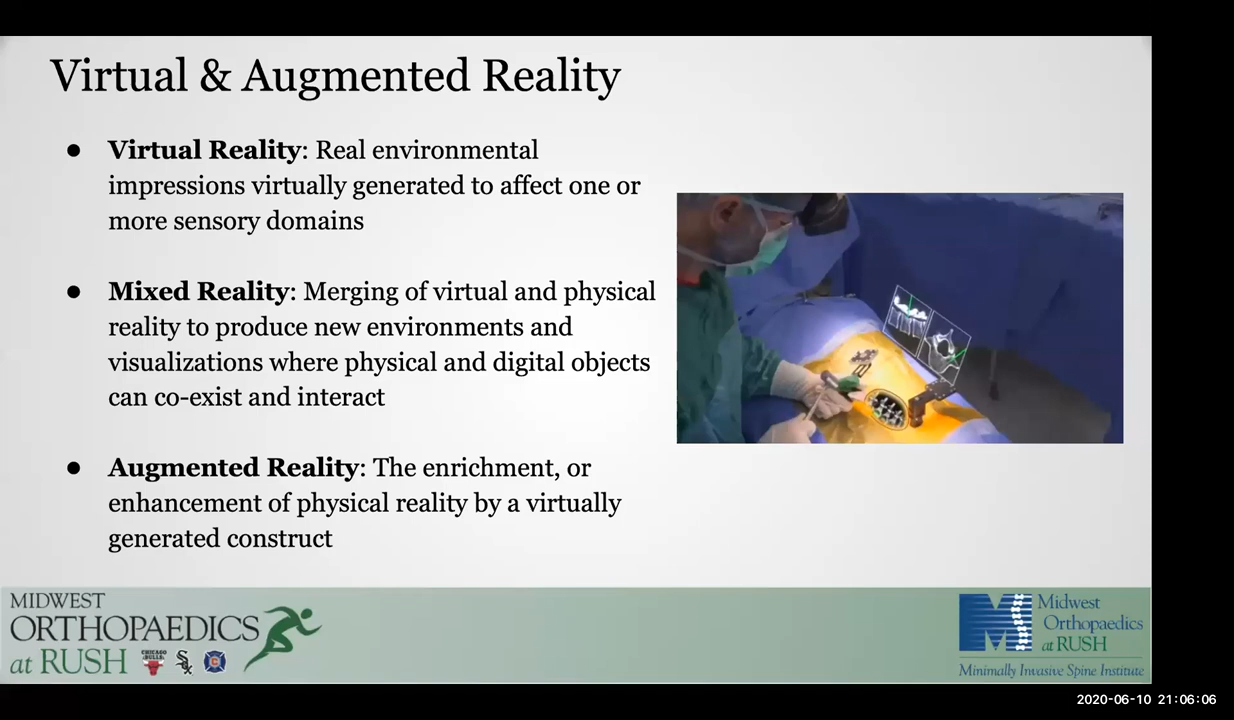 Virtual & Augmented Reality
● Virtual Reality: Real environmental
impressions virtually generated to affect one or
more sensory domains
● Mixed Reality: Merging of virtual and physical
reality to produce new environments and
visualizations where physical and digital objects
can co-exist and interact
● Augmented Reality: The enrichment, or
enhancement of physical reality by a virtually
generated construct
MIDWEST
ORTHOPAEDICS
at RUSH
CHICAGO
BULLS
Sox
C
M
Midwest
Orthopaedics
at RUSH
Minimally Invasive Spine Institute
2020-06-10 21:06:06